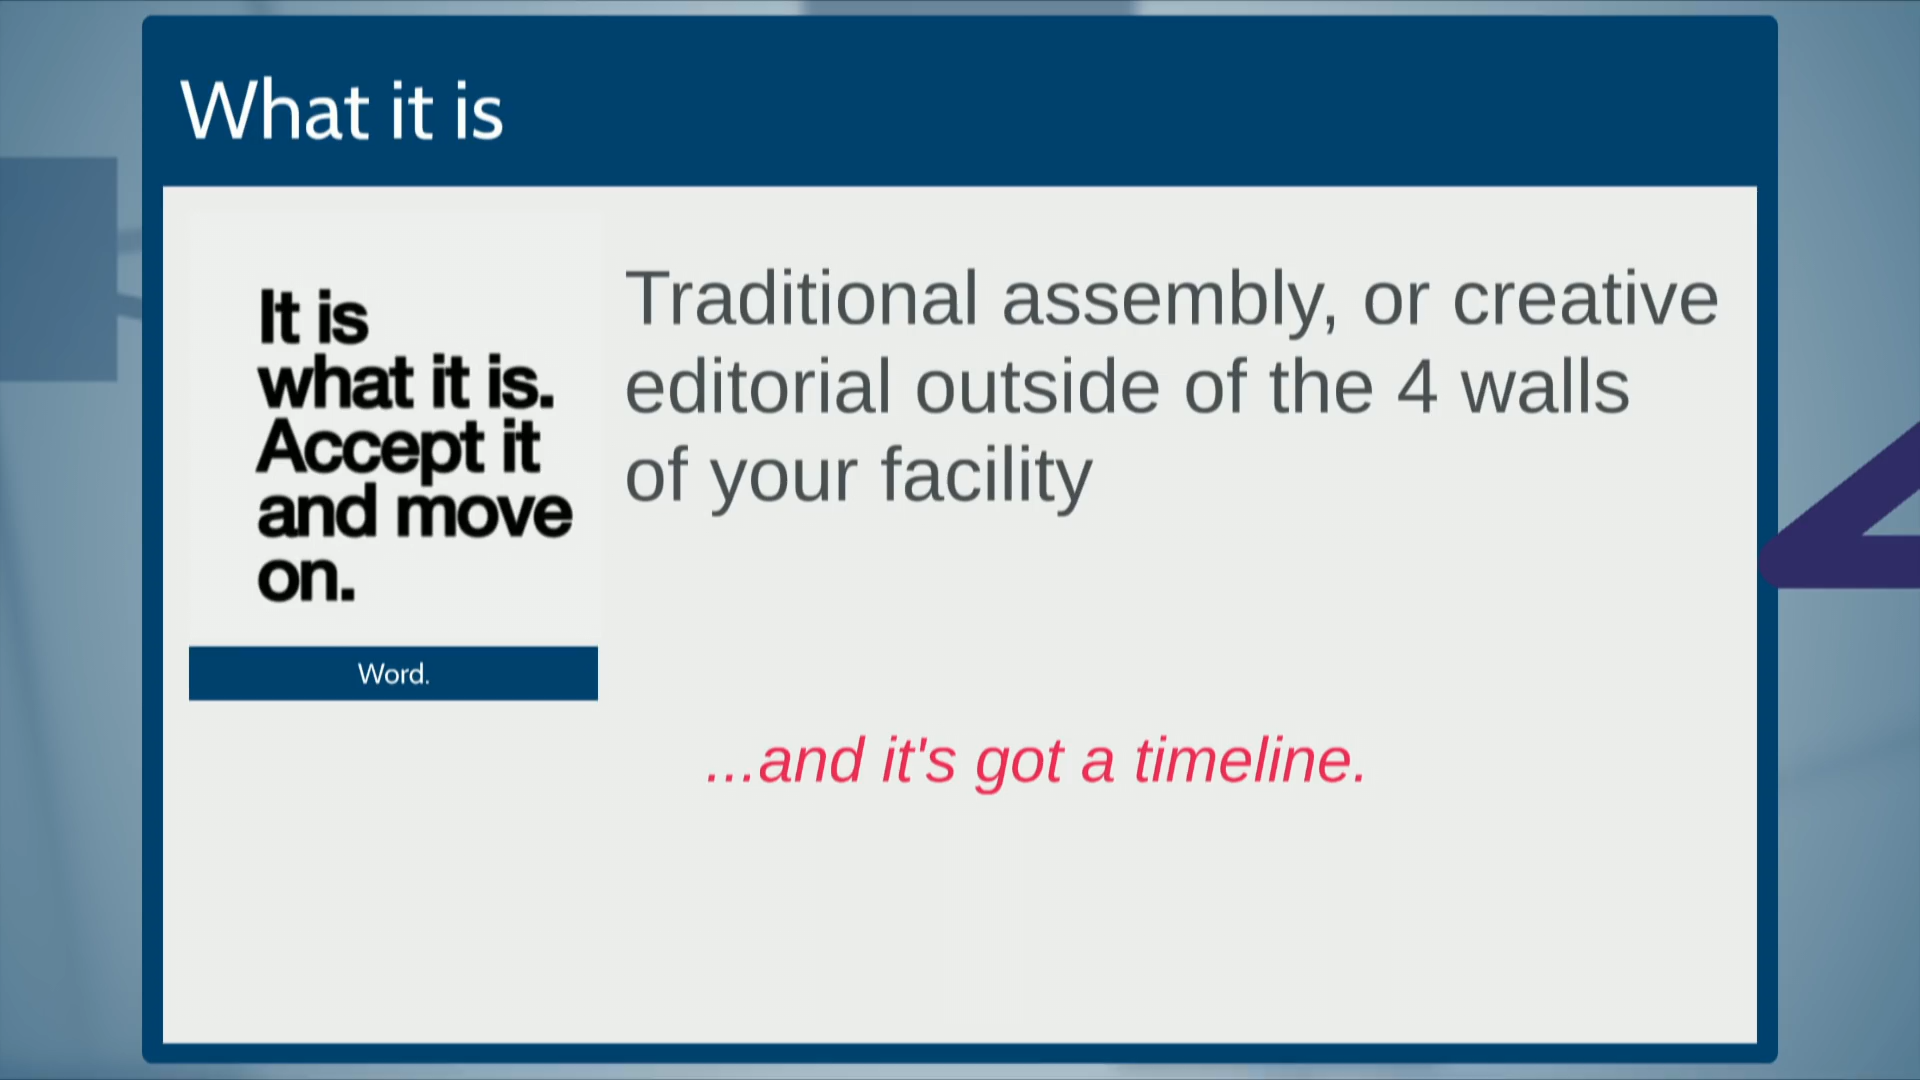 What it is
It is
what it is.
Accept it
and move
on.
Word.
Traditional assembly, or creative
editorial outside of the 4 walls
of your facility
...and it's got a timeline.